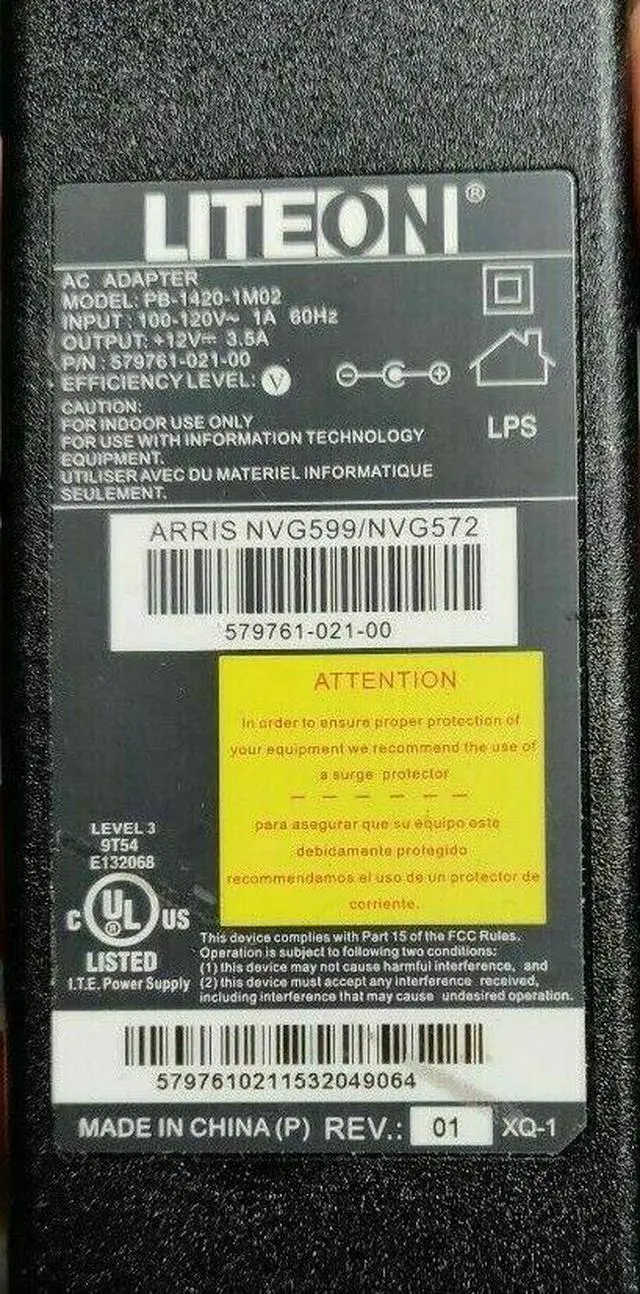 LITEON®
AC ADAPTER
MODEL: PB-1420-1M02
INPUT : 100-120V~ 1A 60Hz
OUTPUT: +12V⎓ 3.5A
P/N : 579761-021-00
EFFICIENCY LEVEL: V
CAUTION:
FOR INDOOR USE ONLY
FOR USE WITH INFORMATION TECHNOLOGY
EQUIPMENT.
UTILISER AVEC DU MATERIEL INFORMATIQUE
SEULEMENT.
LPS
ARRIS NVG599/NVG572
579761-021-00
ATTENTION
In order to ensure proper protection of
your equipment we recommend the use of
a surge protector
para asegurar que su equipo este
debidamente protegido
recommendamos el uso de un protector de
corriente.
LEVEL 3
9T54
E132068
C UL ® US
LISTED
I.T.E. Power Supply
This device complies with Part 15 of the FCC Rules.
Operation is subject to following two conditions:
(1) this device may not cause harmful interference, and
(2) this device must accept any interference received,
including interference that may cause undesired operation.
5797610211532049064
MADE IN CHINA (P) REV.: 01 XQ-1